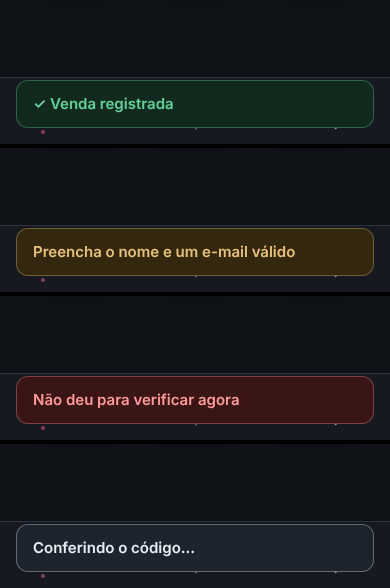 ✓ Venda registrada
Preencha o nome e um e-mail válido
Não deu para verificar agora
Conferindo o código...